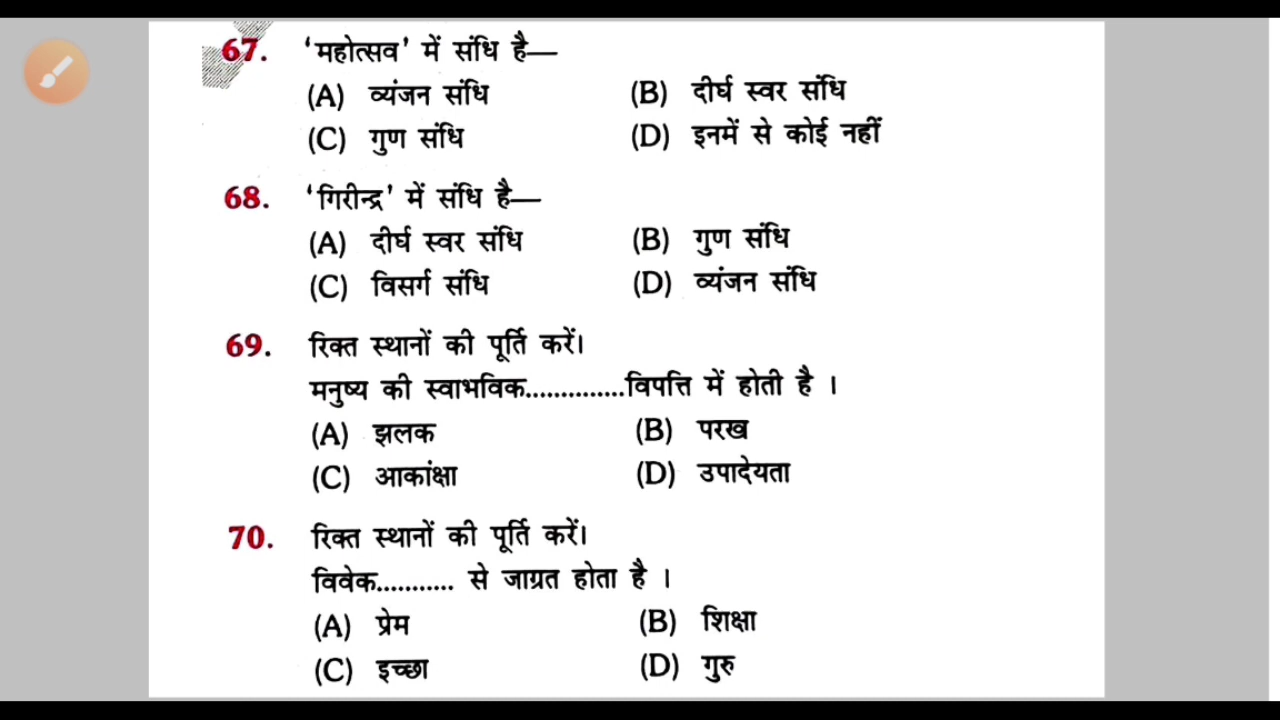 67. 'महोत्सव' में संधि है—
(A) व्यंजन संधि (B) दीर्घ स्वर संधि
(C) गुण संधि (D) इनमें से कोई नहीं
68. 'गिरीन्द्र' में संधि है—
(A) दीर्घ स्वर संधि (B) गुण संधि
(C) विसर्ग संधि (D) व्यंजन संधि
69. रिक्त स्थानों की पूर्ति करें।
मनुष्य की स्वाभविक..............विपत्ति में होती है ।
(A) झलक (B) परख
(C) आकांक्षा (D) उपादेयता
70. रिक्त स्थानों की पूर्ति करें।
विवेक........... से जाग्रत होता है ।
(A) प्रेम (B) शिक्षा
(C) इच्छा (D) गुरु